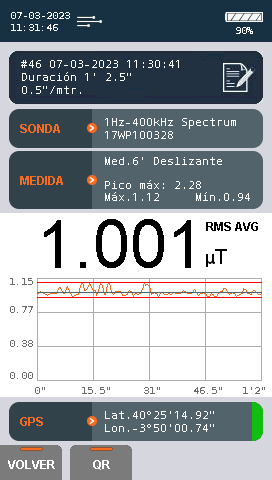 07-03-2023
11:31:46
90%
#46 07-03-2023 11:30:41
Duración 1' 2.5"
0.5"/mtr.
SONDA
1Hz-400kHz Spectrum
17WP100328
MEDIDA
Med.6' Deslizante
Pico máx: 2.28
Máx.1.12 Mín.0.94
1.001
RMS AVG
µT
1.15
0.77
0.38
0.00
0" 15.5" 31" 46.5" 1'2"
GPS
Lat.40°25'14.92"
Lon.-3°50'00.74"
VOLVER
QR